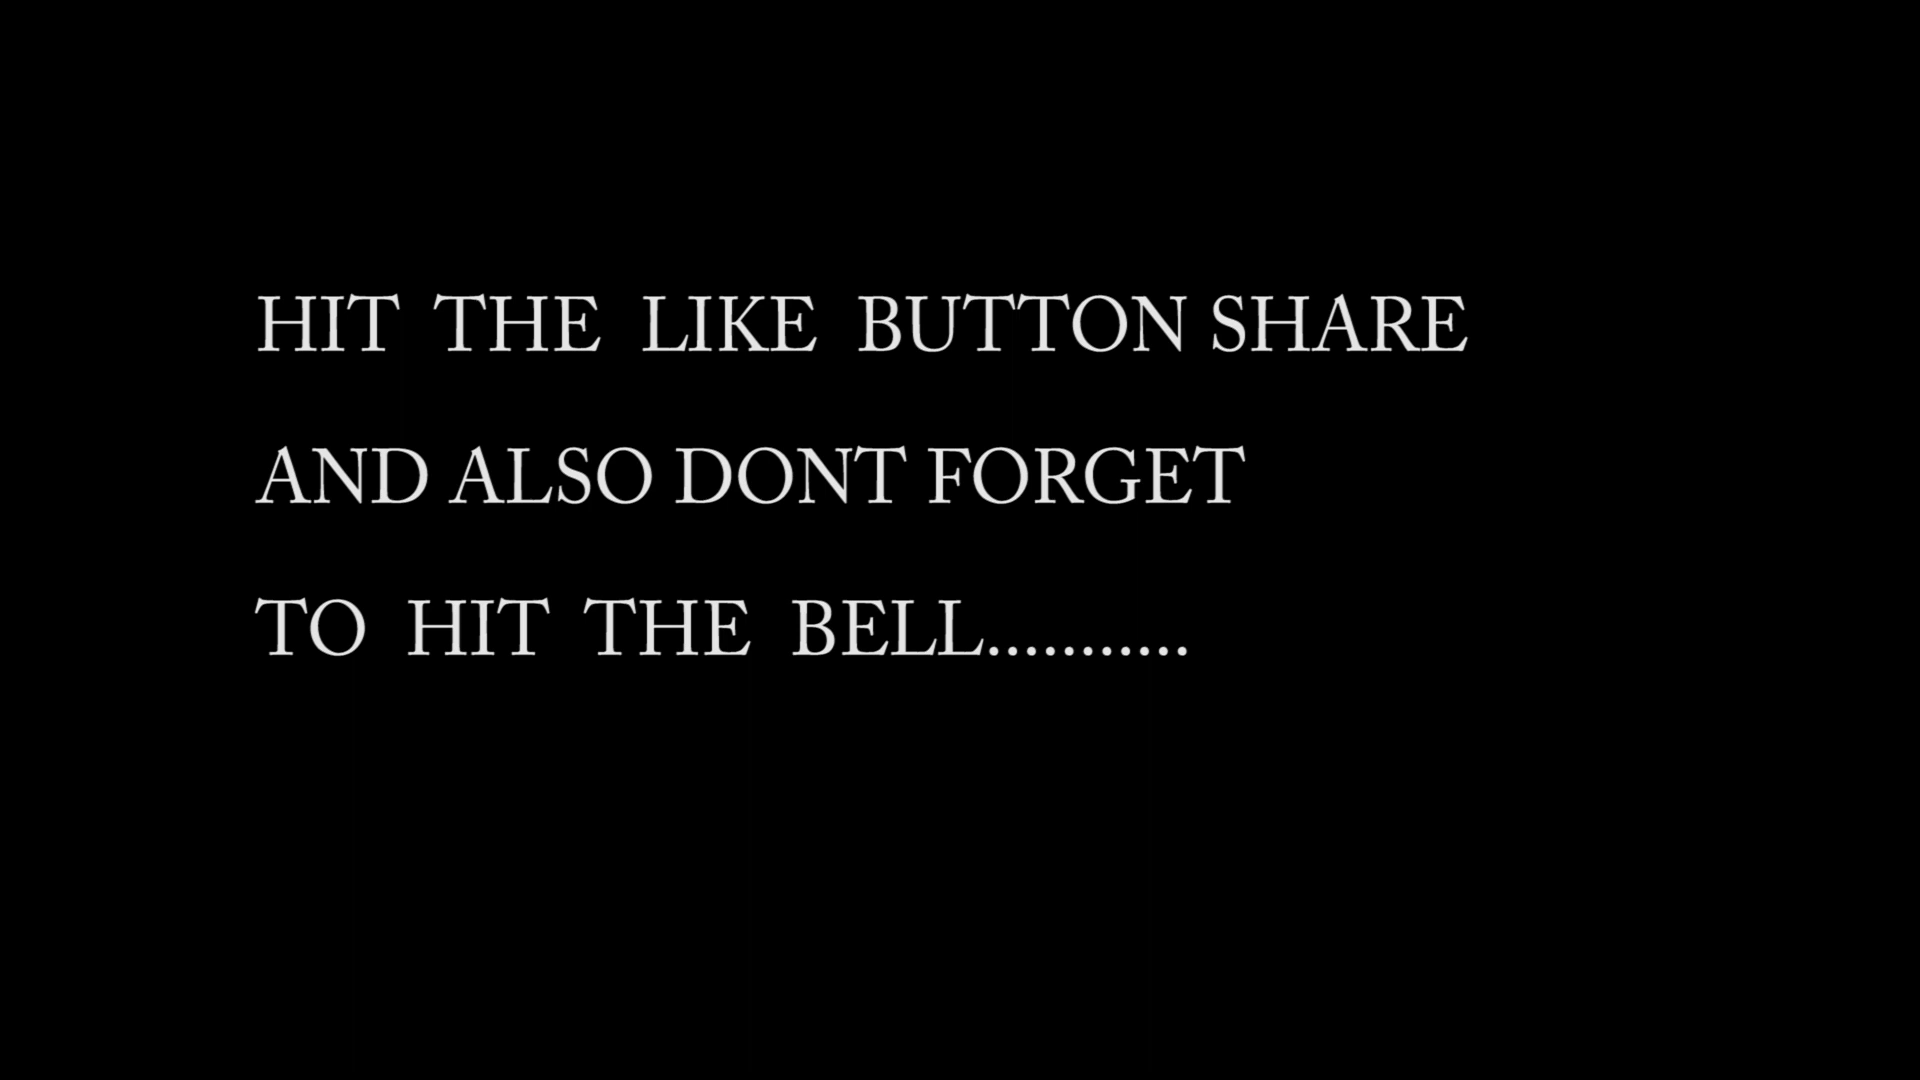 HIT THE LIKE BUTTON SHARE
AND ALSO DONT FORGET
TO HIT THE BELL...........